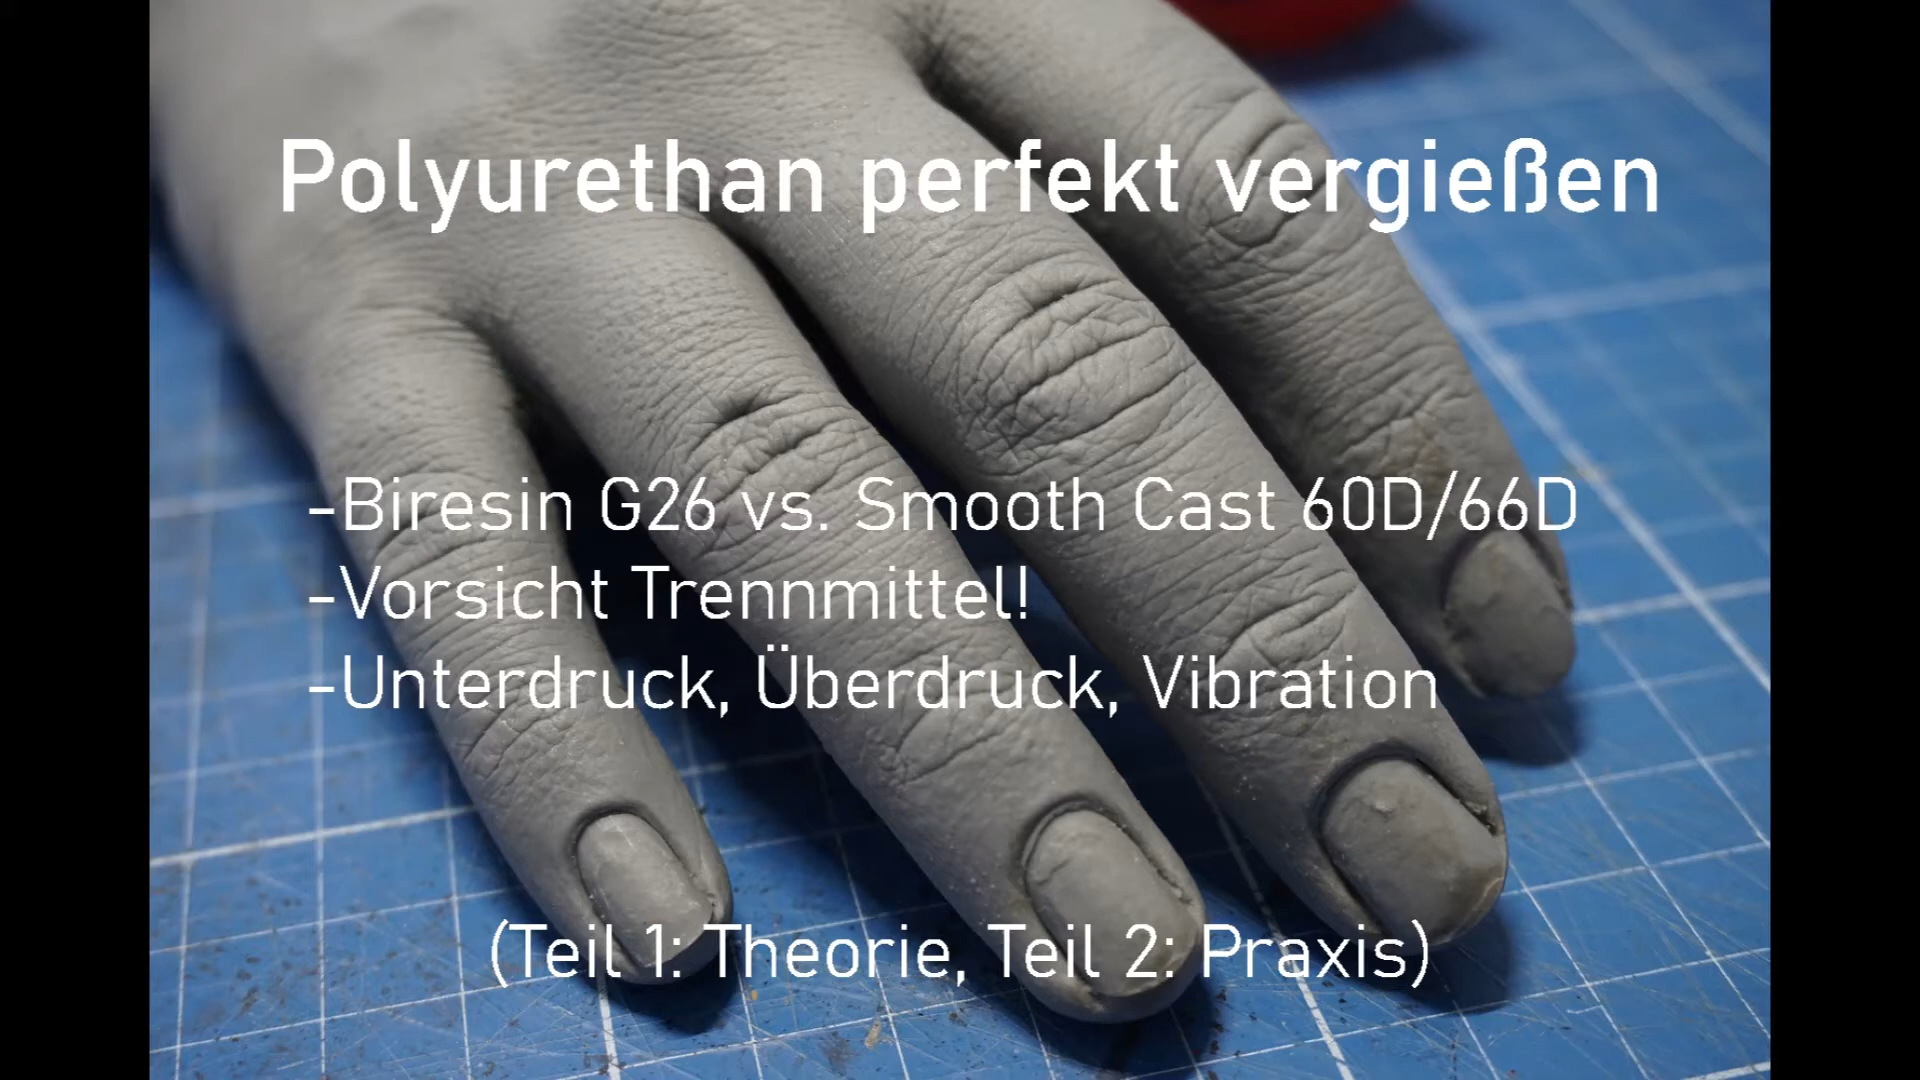 Polyurethan perfekt vergießen
-Biresin G26 vs. Smooth Cast 60D/66D
-Vorsicht Trennmittel!
-Unterdruck, Überdruck, Vibration
(Teil 1: Theorie, Teil 2: Praxis)